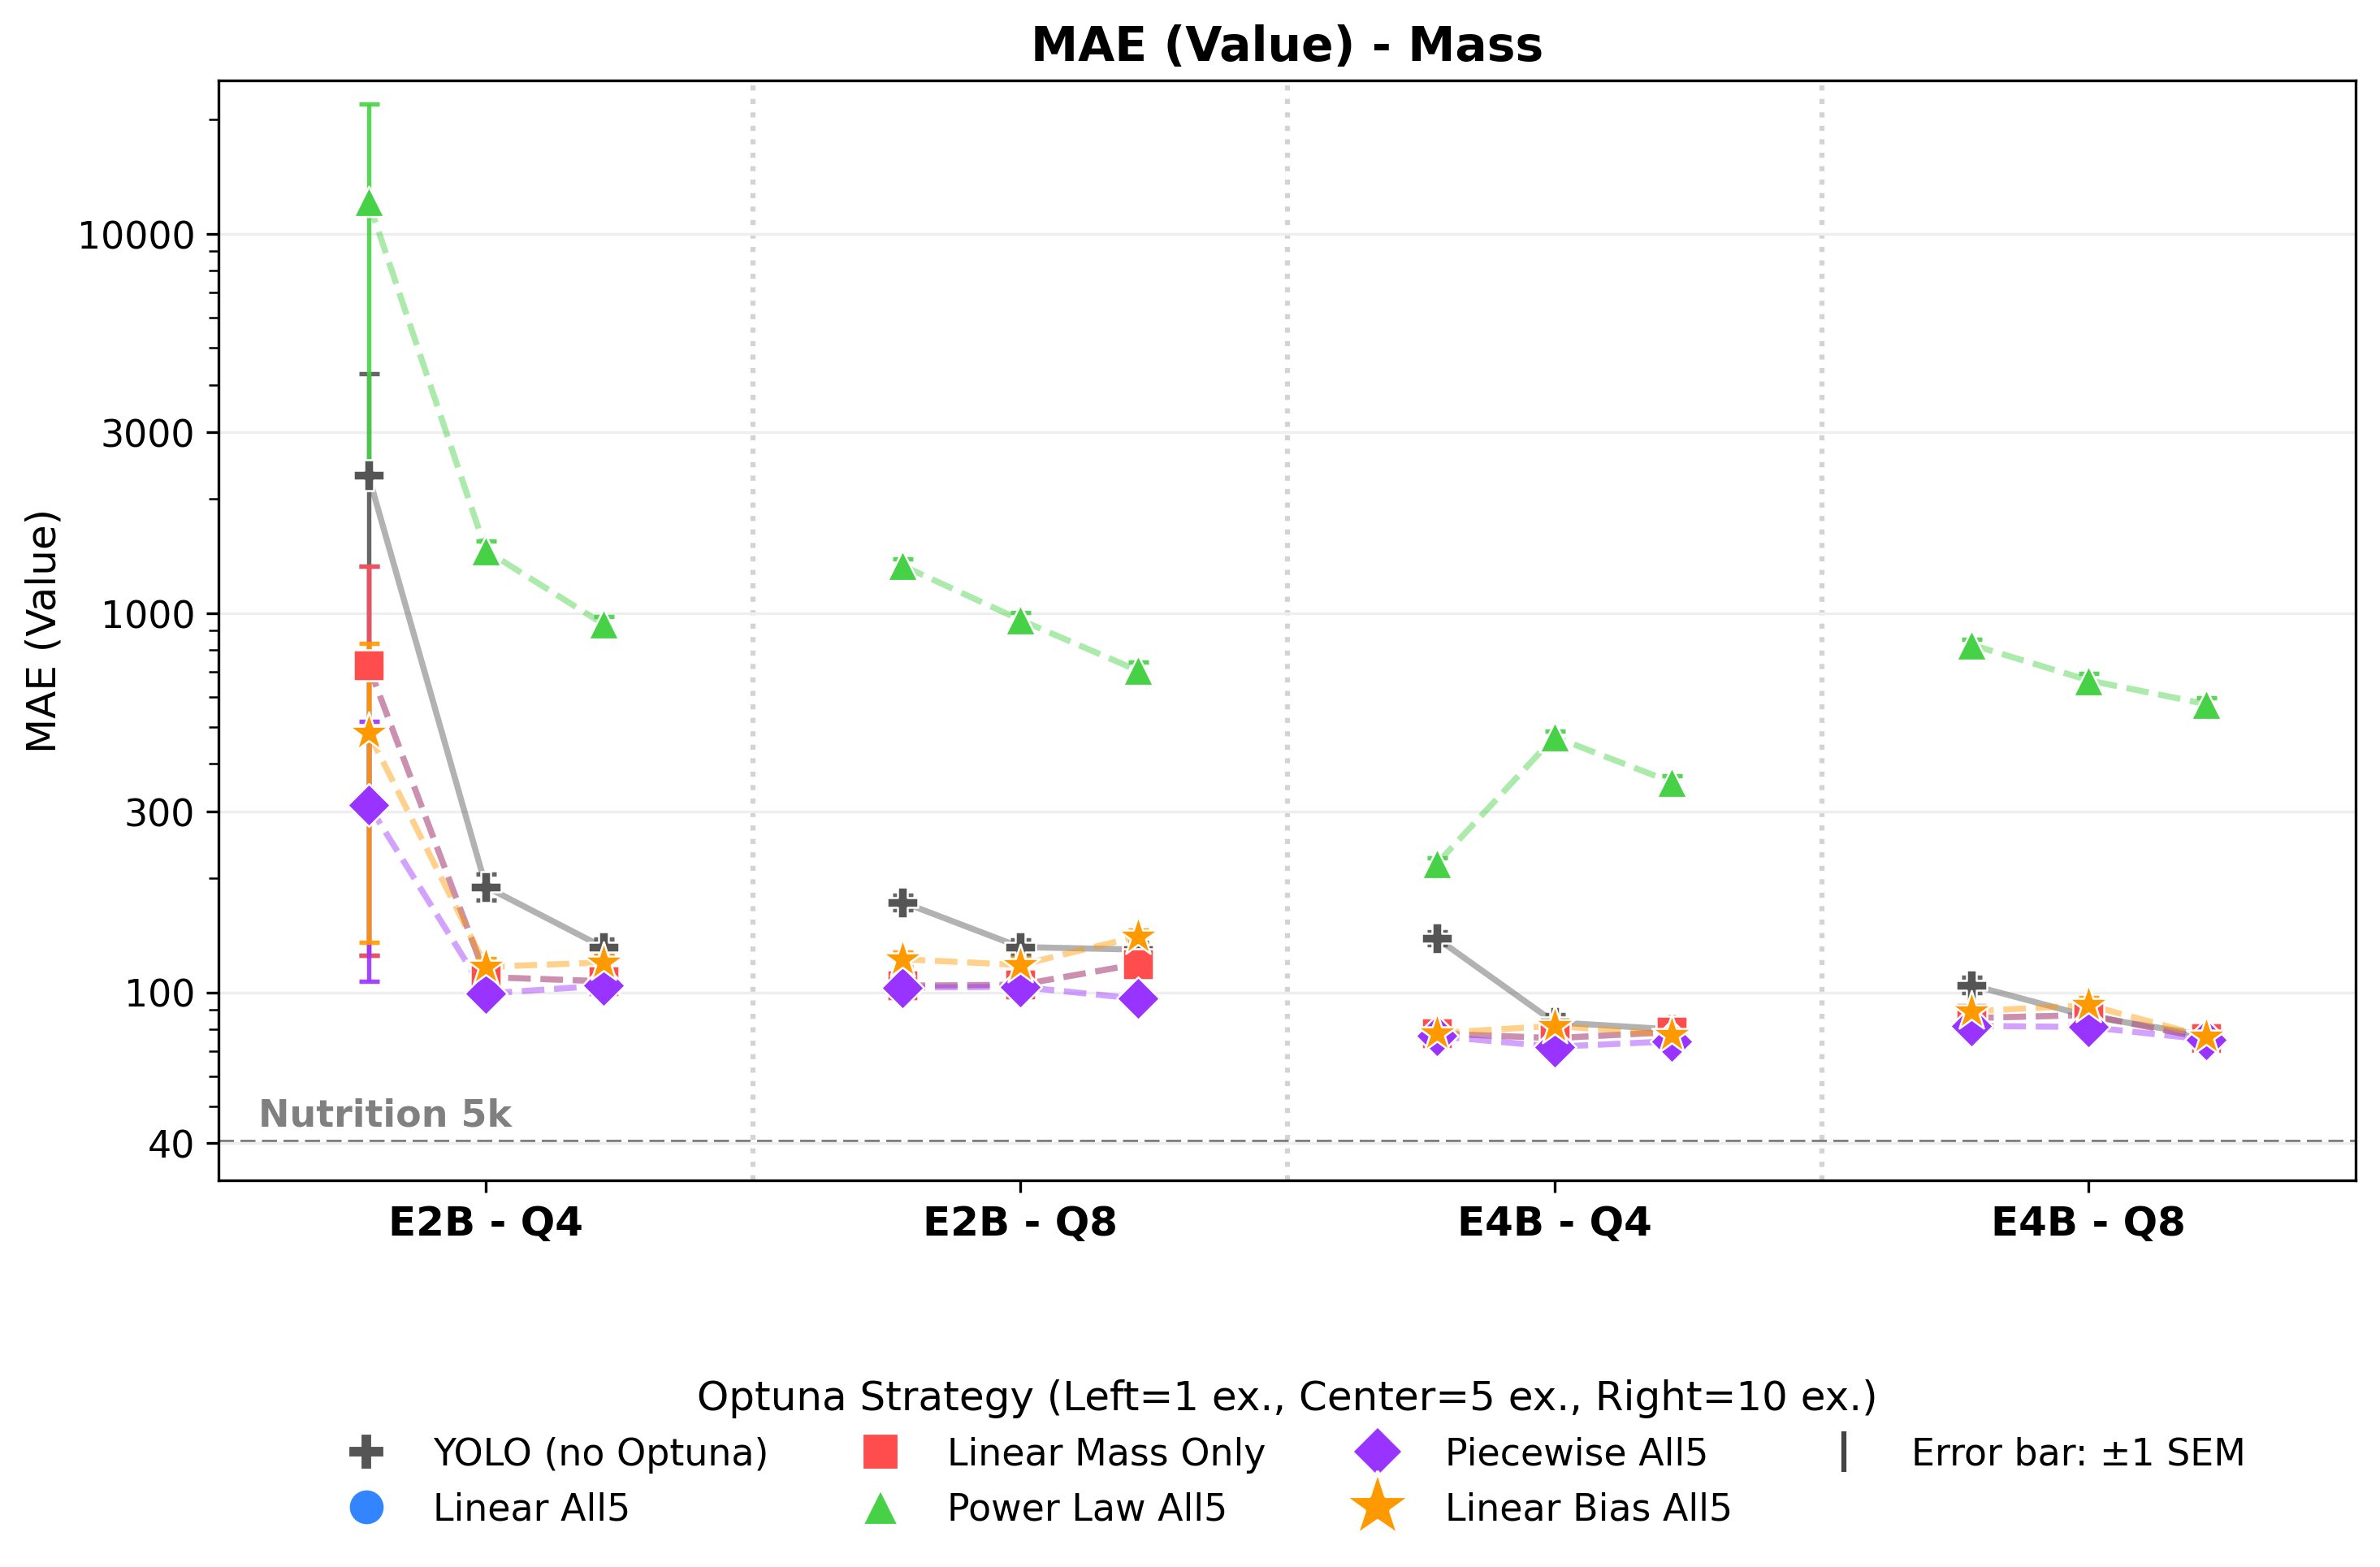 MAE (Value) - Mass
MAE (Value)
10000
3000
1000
300
100
40
Nutrition 5k
E2B - Q4
E2B - Q8
E4B - Q4
E4B - Q8
Optuna Strategy (Left=1 ex., Center=5 ex., Right=10 ex.)
YOLO (no Optuna)
Linear Mass Only
Piecewise All5
Error bar: ±1 SEM
Linear All5
Power Law All5
Linear Bias All5